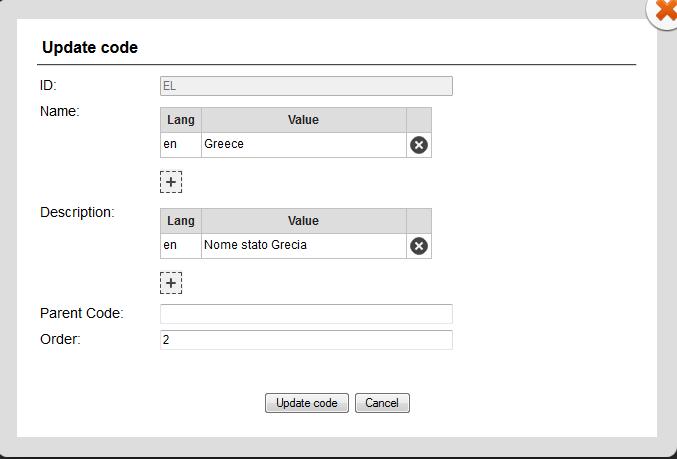 Update code
ID: EL
Name:
Lang Value
en Greece
+
Description:
Lang Value
en Nome stato Grecia
+
Parent Code:
Order: 2
Update code Cancel